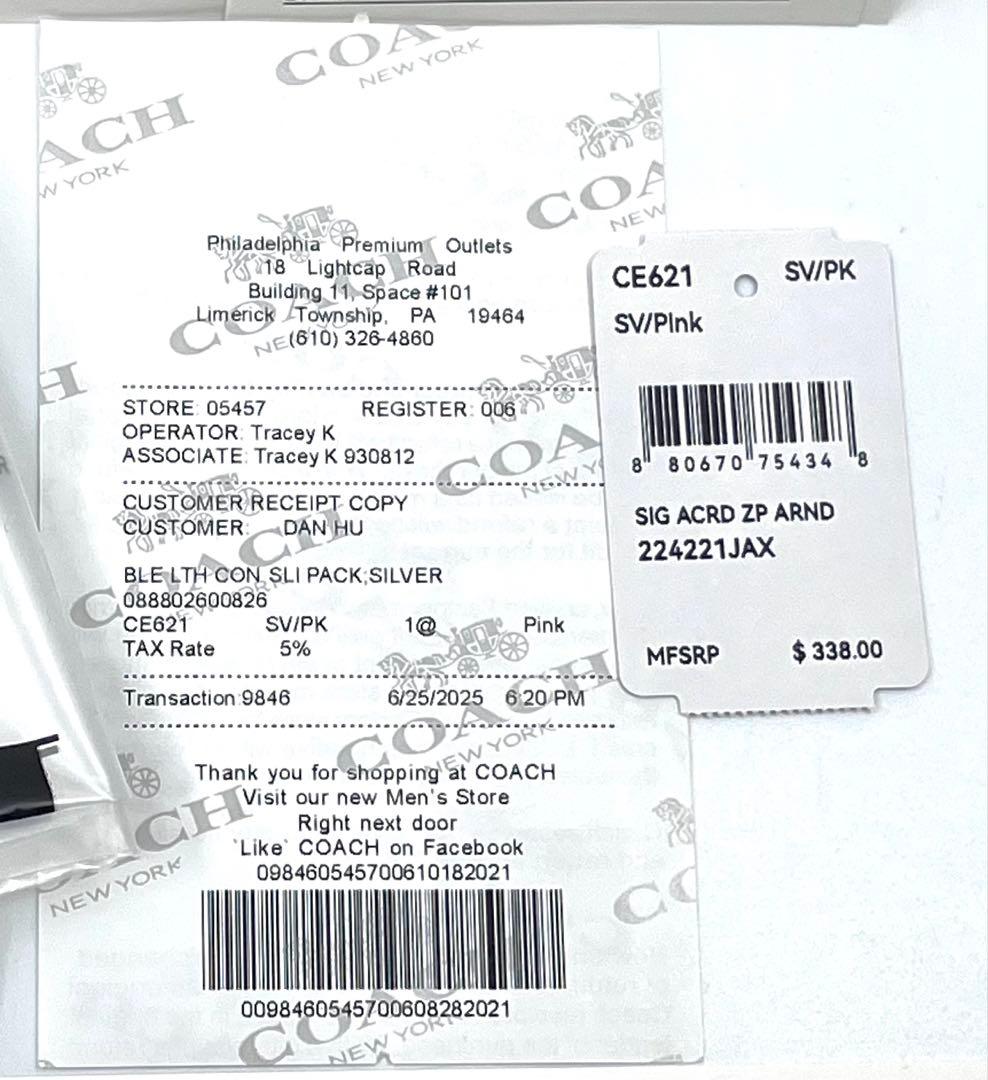 COACH
NEW YORK
COACH
NEW YORK
COACH
NEW YORK
Philadelphia Premium Outlets
18 Lightcap Road
Building 11, Space #101
Limerick Township, PA 19464
(610) 326-4860
STORE: 05457 REGISTER: 006
OPERATOR: Tracey K
ASSOCIATE: Tracey K 930812
CUSTOMER RECEIPT COPY
CUSTOMER: DAN HU
BLE LTH CON SLI PACK;SILVER
088802600826
CE621 SV/PK 1@ Pink
TAX Rate 5%
Transaction:9846 6/25/2025 6:20 PM
Thank you for shopping at COACH
Visit our new Men's Store
Right next door
'Like' COACH on Facebook
098460545700610182021
0098460545700608282021
COACH
NEW YORK
CE621 SV/PK
SV/PInk
8 80670 75434 8
SIG ACRD ZP ARND
224221JAX
MFSRP $ 338.00